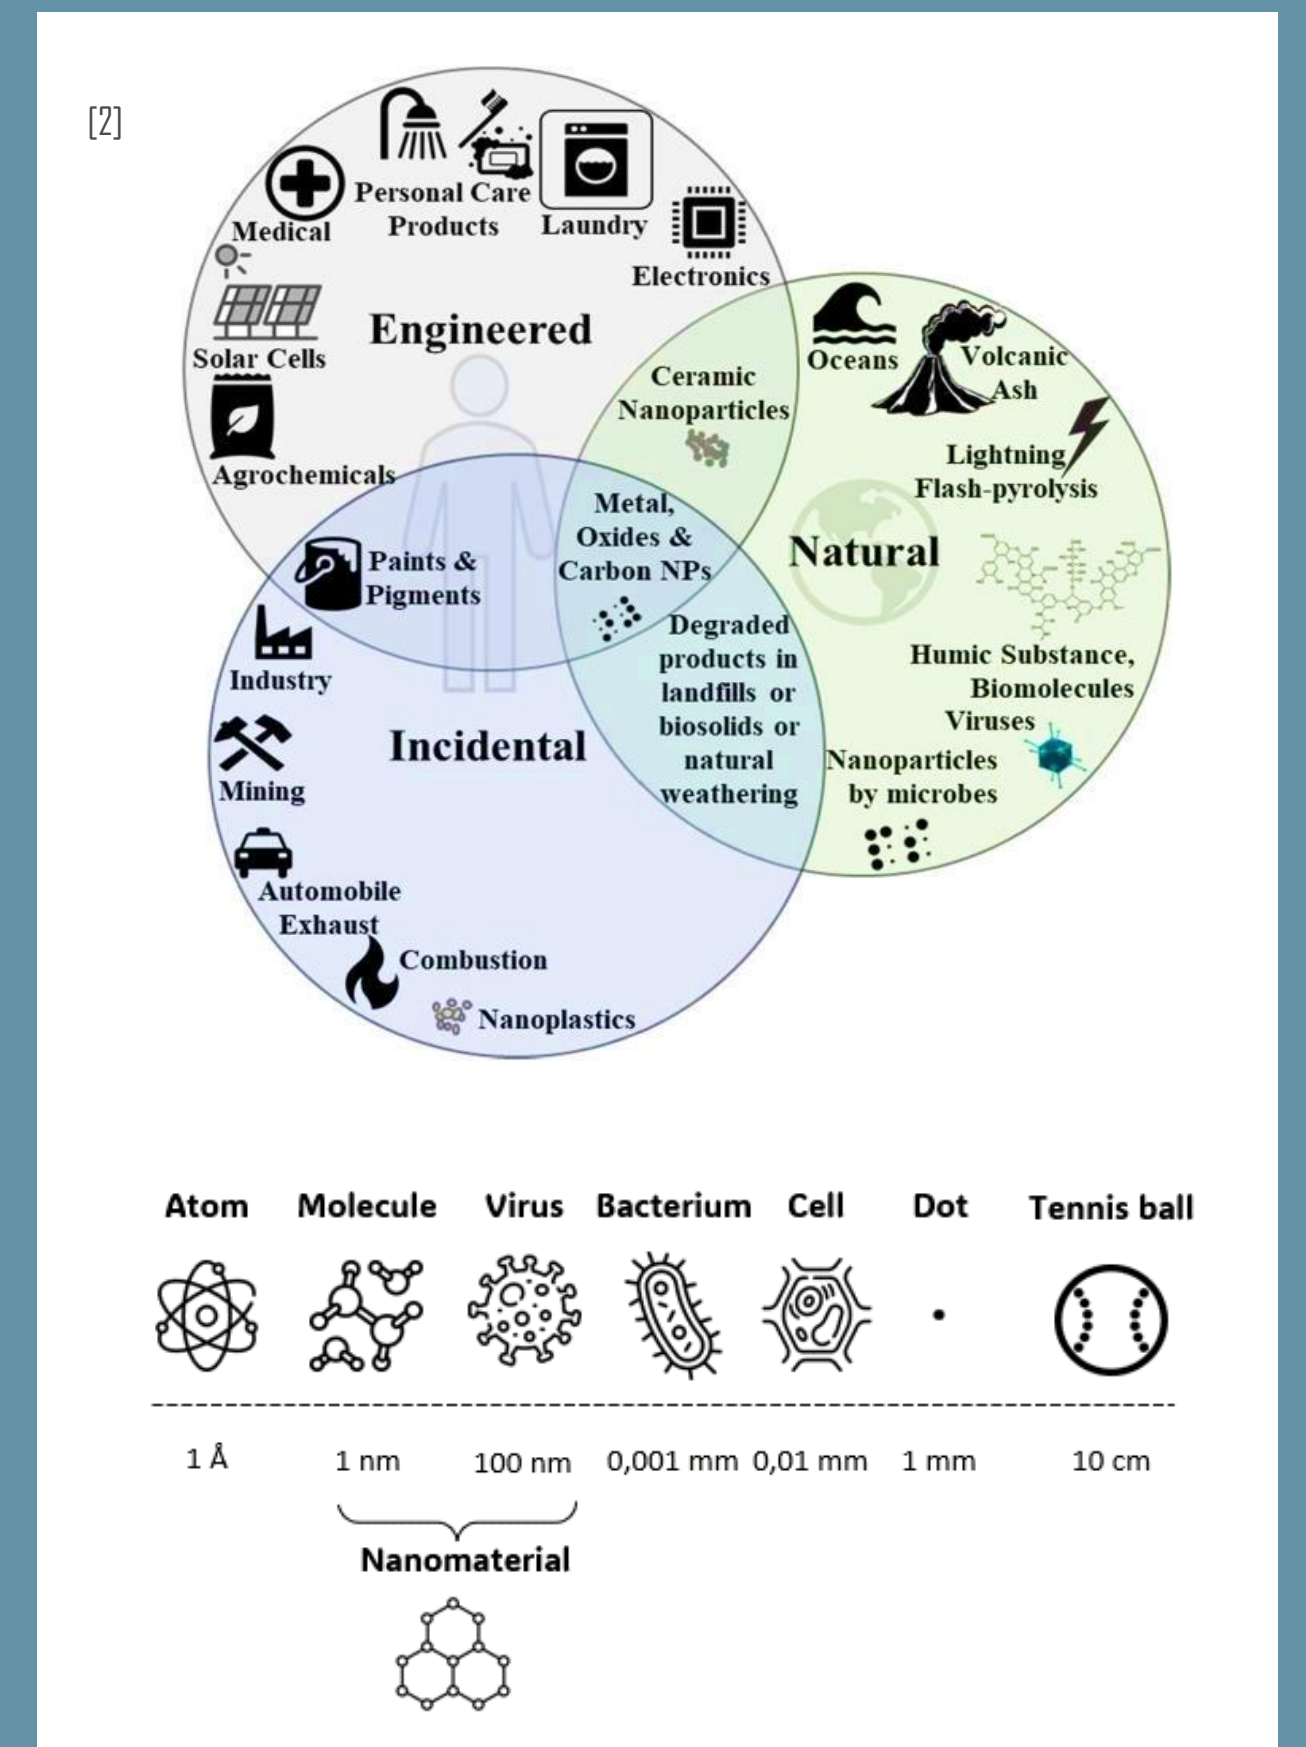 [2]
Personal Care
Products
Medical
Laundry
Electronics
Engineered
Solar Cells
Agrochemicals
Oceans
Volcanic
Ash
Ceramic
Nanoparticles
Lightning
Flash-pyrolysis
Metal,
Oxides &
Carbon NPs
Natural
Paints &
Pigments
Degraded
products in
landfills or
biosolids or
natural
weathering
Humic Substance,
Biomolecules
Viruses
Nanoparticles
by microbes
Industry
Incidental
Mining
Automobile
Exhaust
Combustion
Nanoplastics
Atom Molecule Virus Bacterium Cell Dot Tennis ball
1 Å 1 nm 100 nm 0,001 mm 0,01 mm 1 mm 10 cm
Nanomaterial